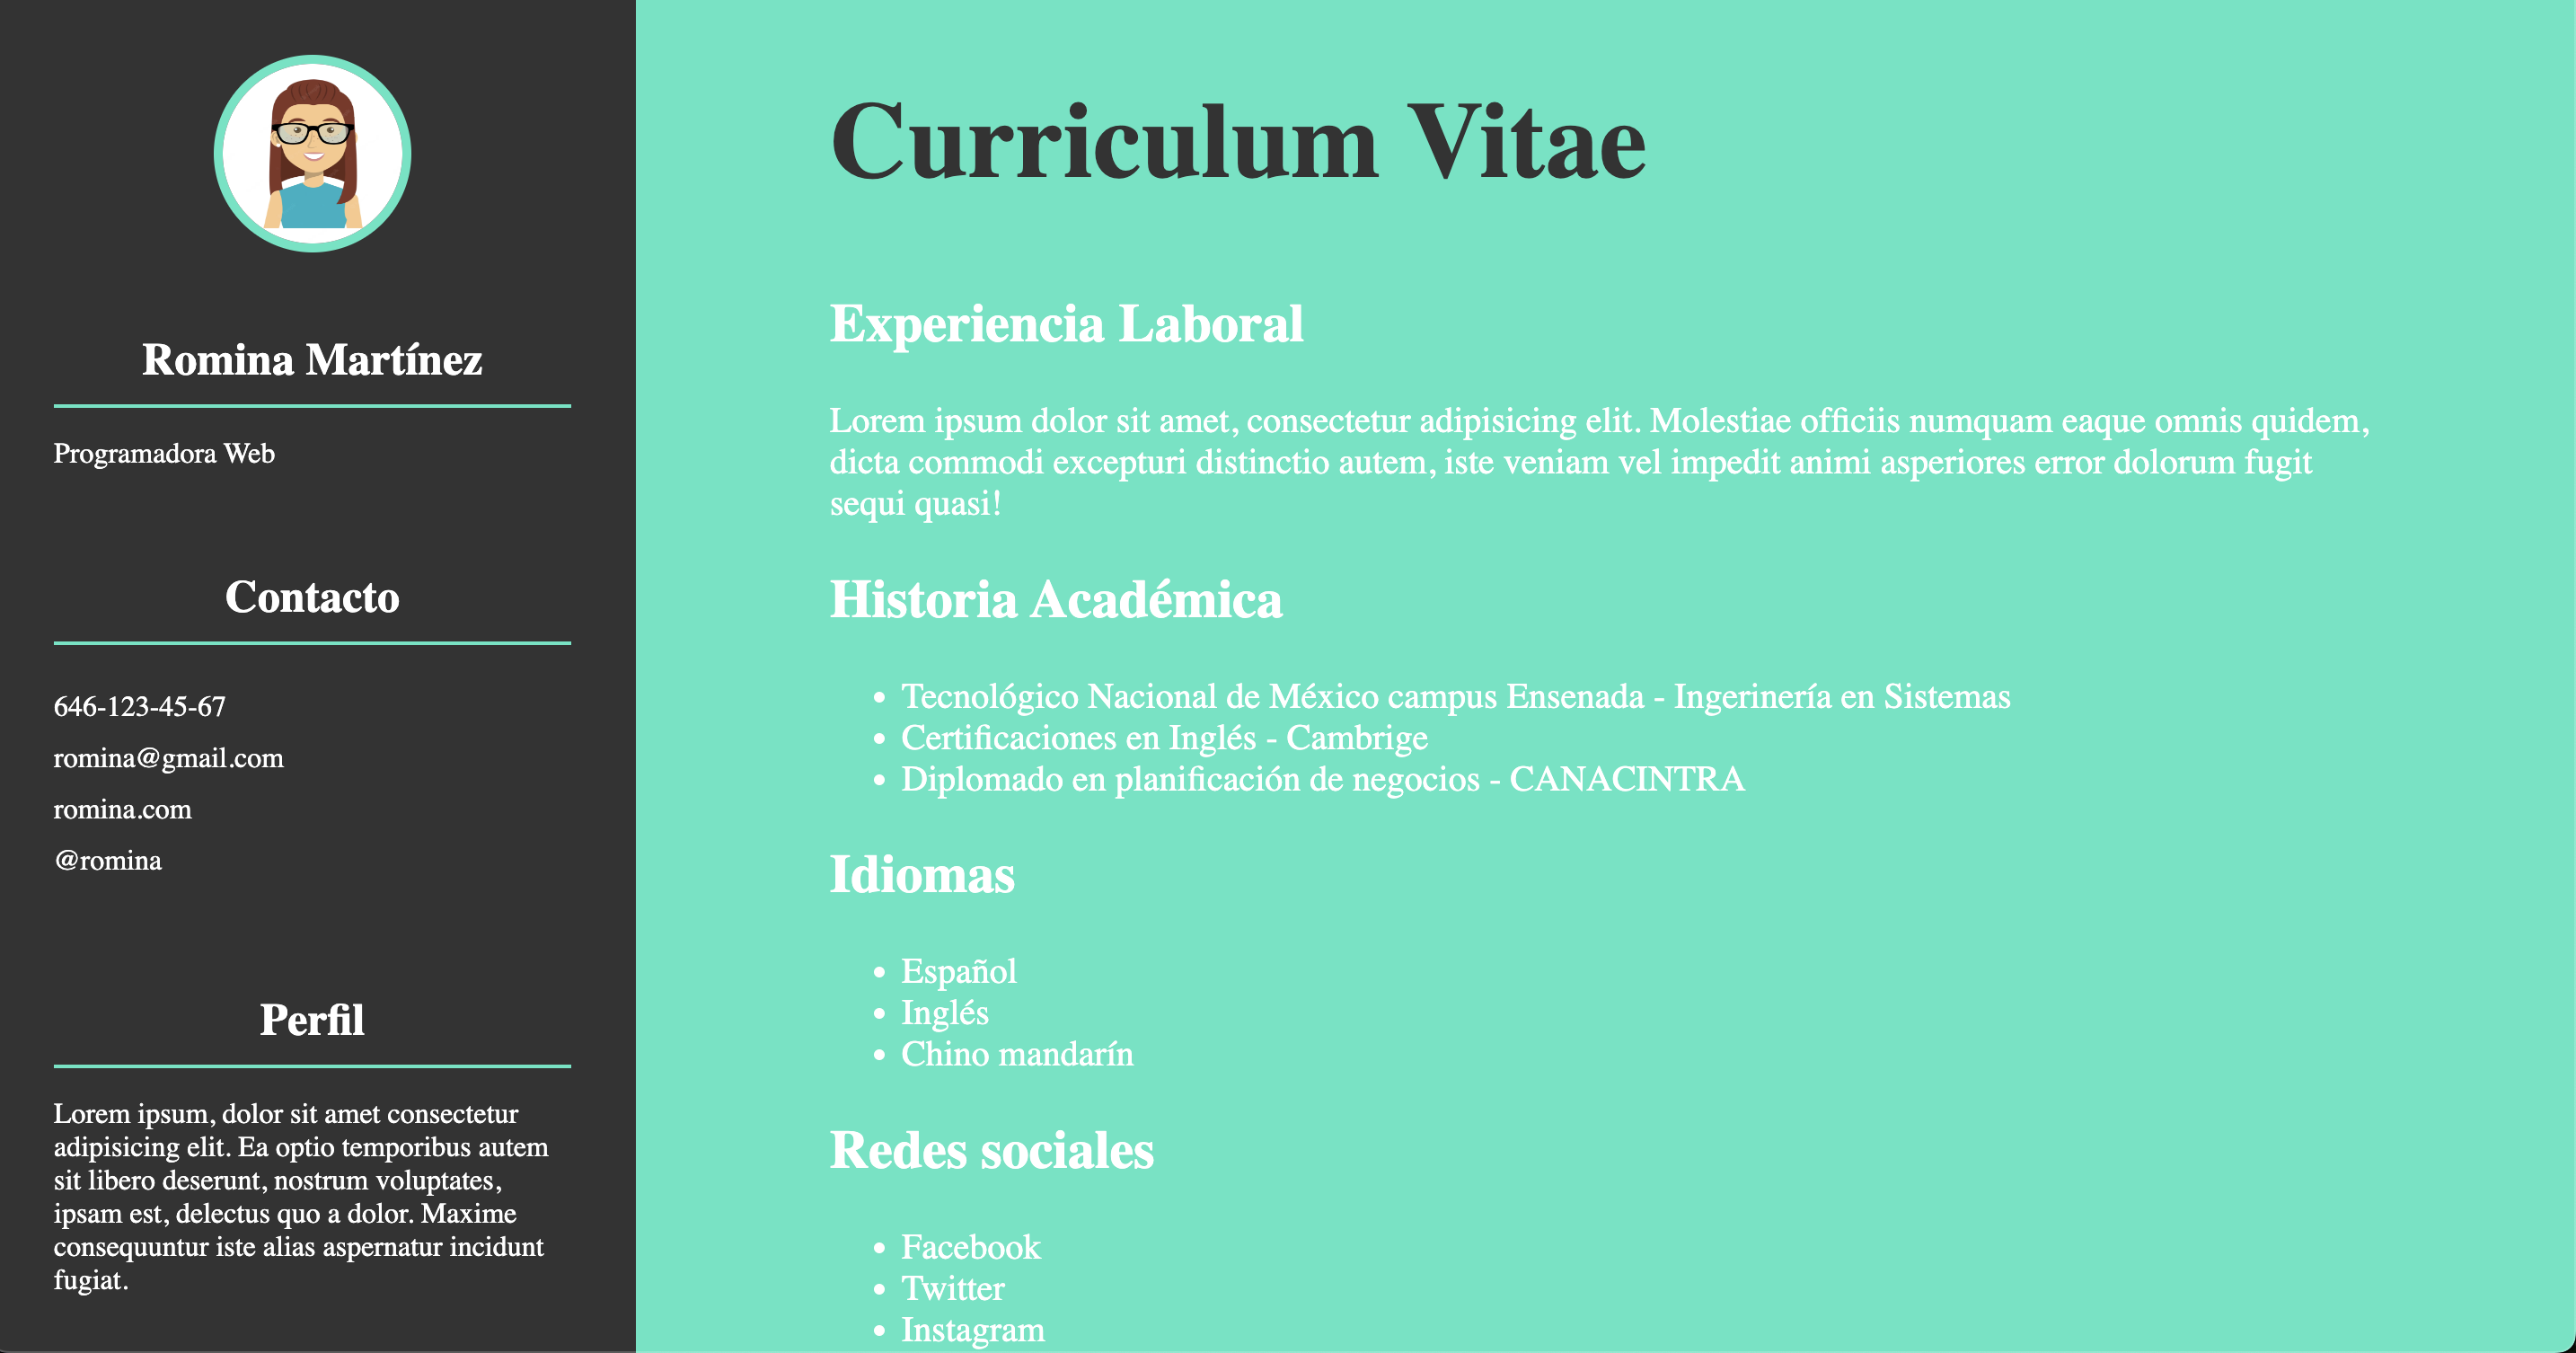 Romina Martínez
Programadora Web
Contacto
646-123-45-67
romina@gmail.com
romina.com
@romina
Perfil
Lorem ipsum, dolor sit amet consectetur
adipisicing elit. Ea optio temporibus autem
sit libero deserunt, nostrum voluptates,
ipsam est, delectus quo a dolor. Maxime
consequuntur iste alias aspernatur incidunt
fugiat.
Curriculum Vitae
Experiencia Laboral
Lorem ipsum dolor sit amet, consectetur adipisicing elit. Molestiae officiis numquam eaque omnis quidem,
dicta commodi excepturi distinctio autem, iste veniam vel impedit animi asperiores error dolorum fugit
sequi quasi!
Historia Académica
• Tecnológico Nacional de México campus Ensenada - Ingerinería en Sistemas
• Certificaciones en Inglés - Cambrige
• Diplomado en planificación de negocios - CANACINTRA
Idiomas
• Español
• Inglés
• Chino mandarín
Redes sociales
• Facebook
• Twitter
• Instagram